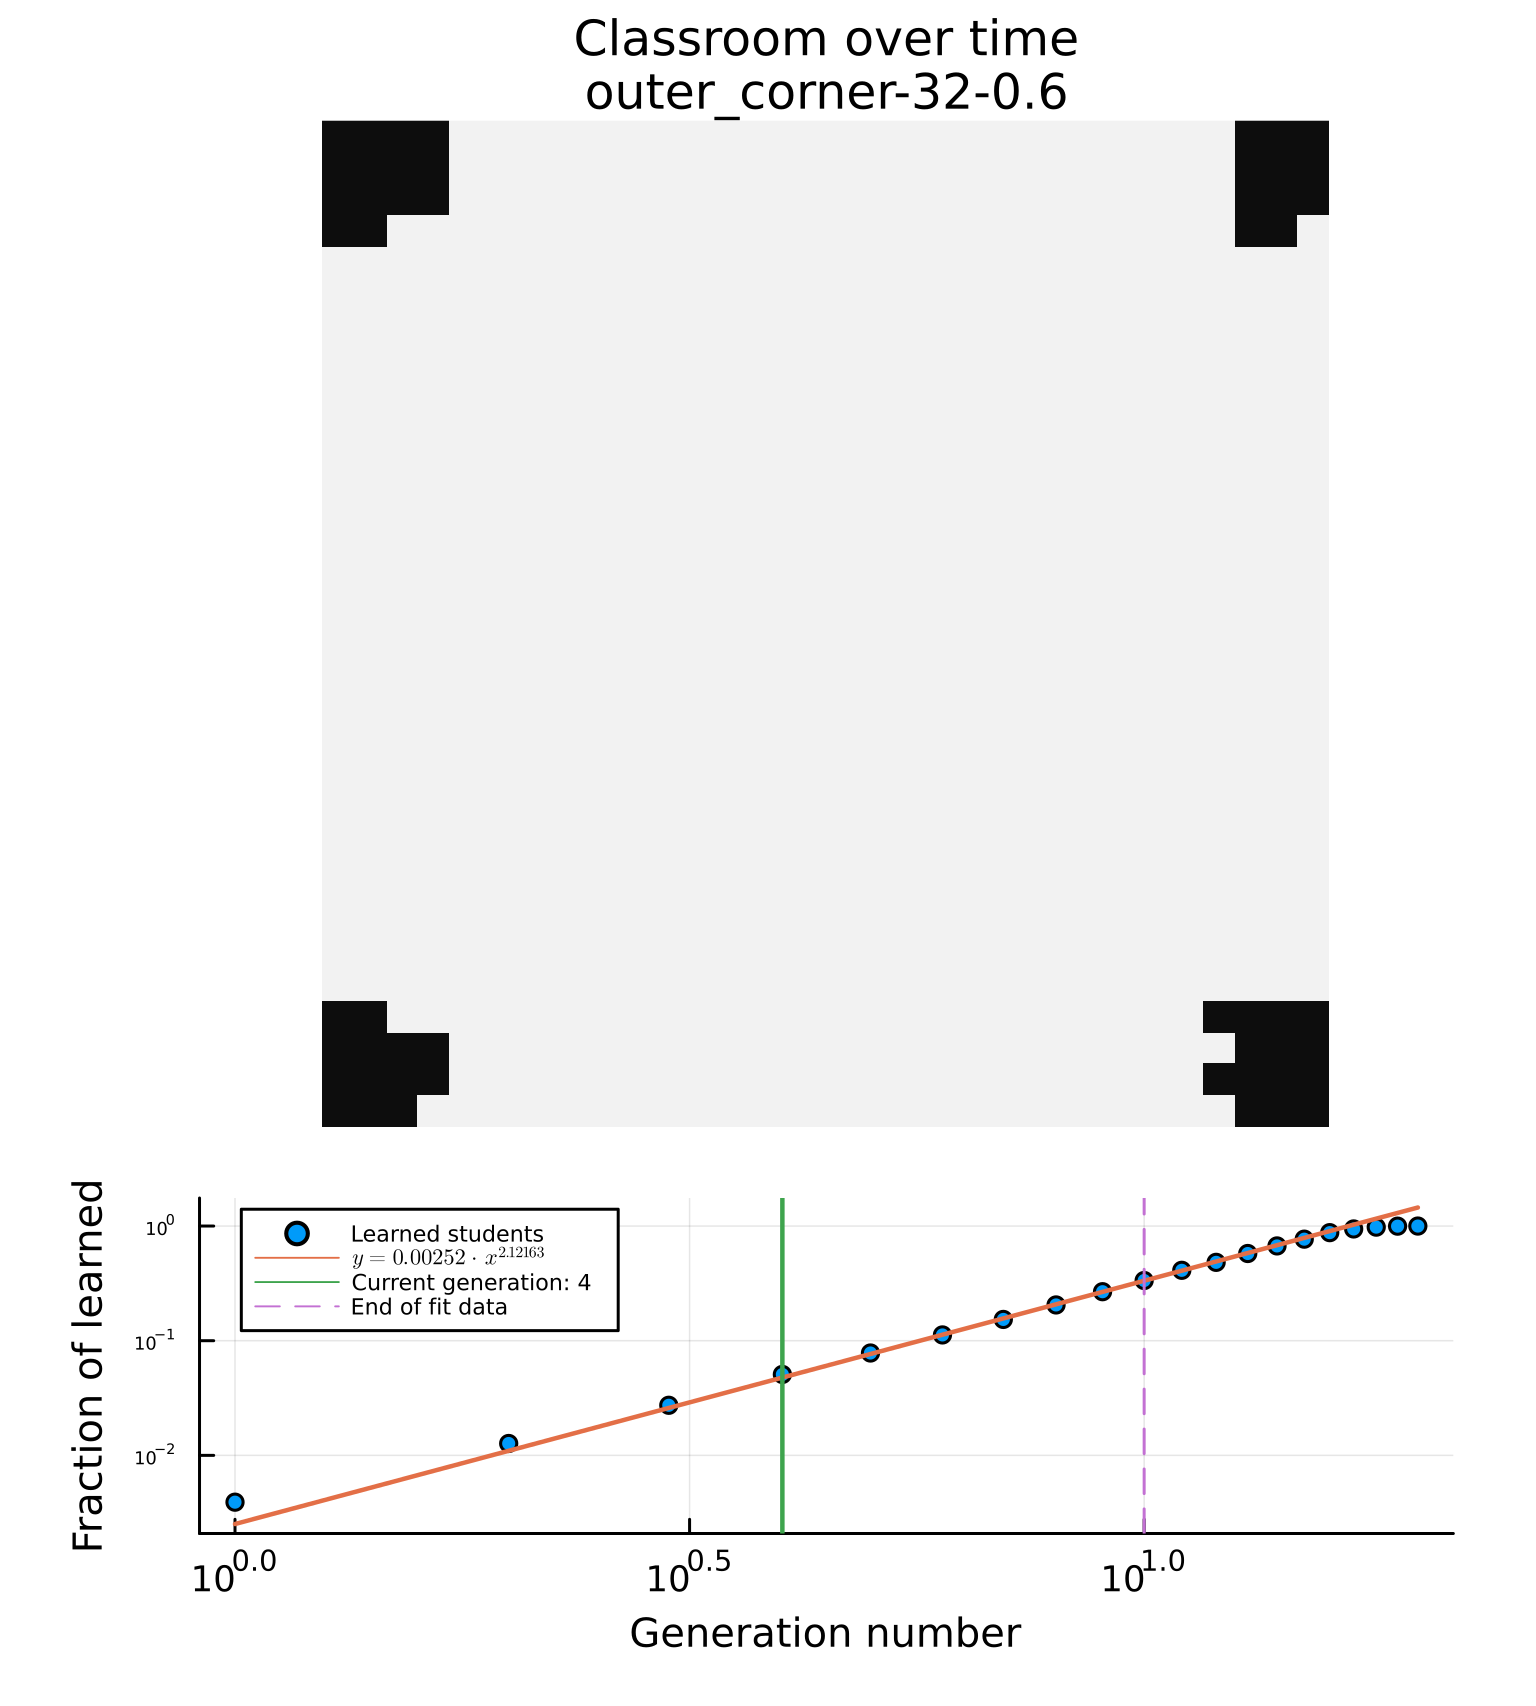 Classroom over time
outer_corner-32-0.6
Fraction of learned
10^0
10^-1
10^-2
Learned students
y = 0.00252 · x^2.12163
Current generation: 4
End of fit data
10^0.0
10^0.5
10^1.0
Generation number